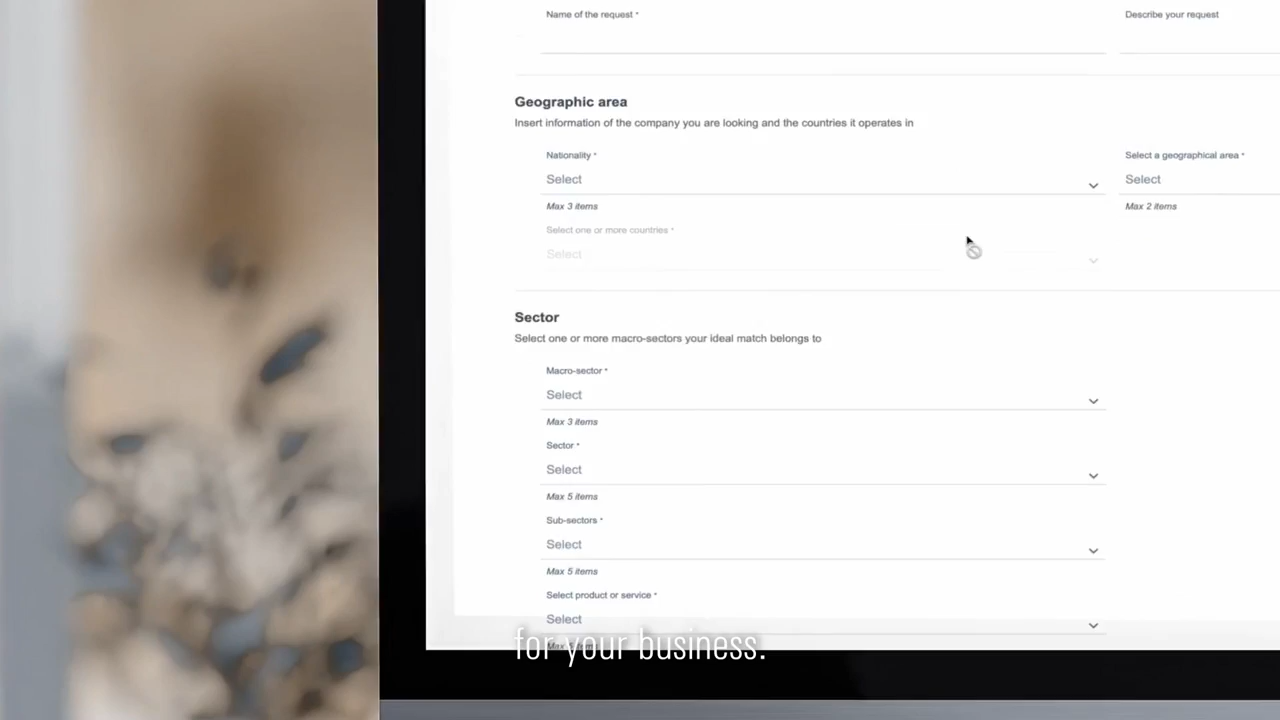 Name of the request *
Describe your request
Geographic area
Insert information of the company you are looking and the countries it operates in
Nationality *
Select a geographical area *
Select
Select
Max 3 items
Max 2 items
Select one or more countries *
Select
Sector
Select one or more macro-sectors your ideal match belongs to
Macro-sector *
Select
Max 3 items
Sector *
Select
Max 5 items
Sub-sectors *
Select
Max 5 items
Select product or service *
Select
for your business.